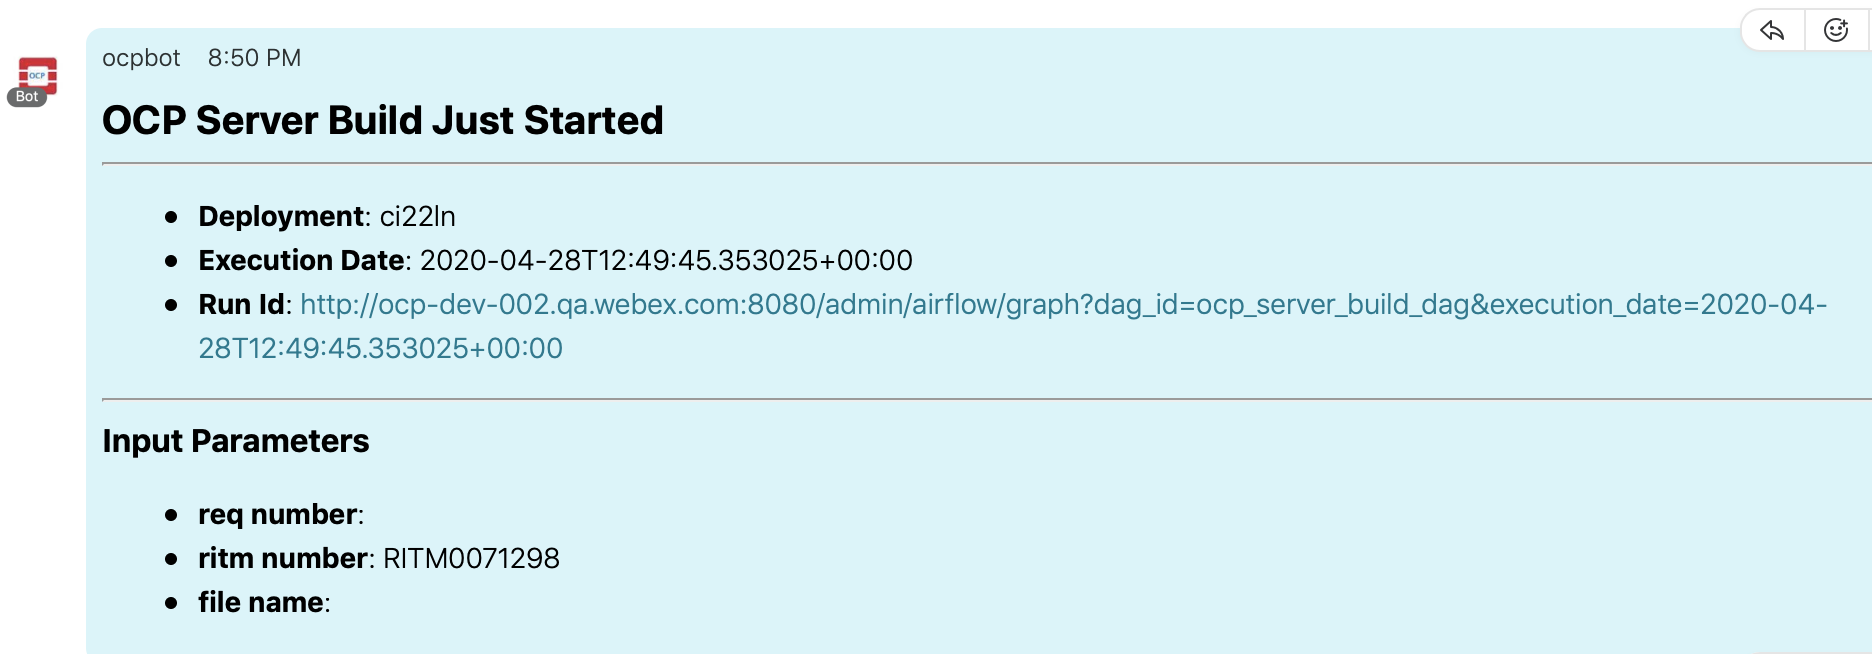 ocpbot 8:50 PM
OCP
Bot
OCP Server Build Just Started
Deployment: ci22ln
Execution Date: 2020-04-28T12:49:45.353025+00:00
Run Id: http://ocp-dev-002.qa.webex.com:8080/admin/airflow/graph?dag_id=ocp_server_build_dag&execution_date=2020-04-
28T12:49:45.353025+00:00
Input Parameters
req number:
ritm number: RITM0071298
file name: